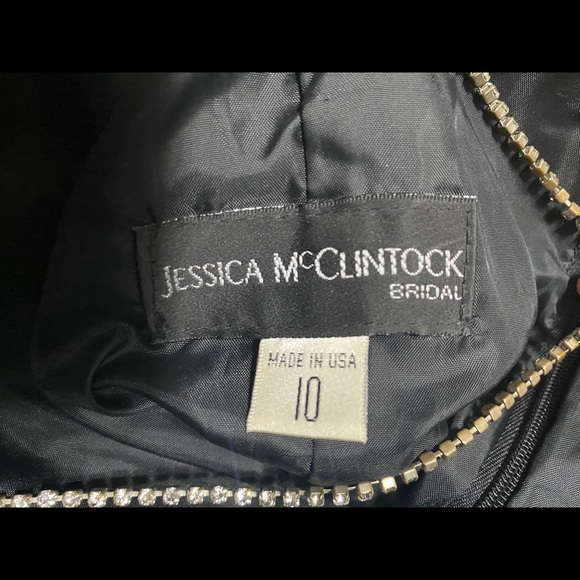 JESSICA MCCLINTOCK
BRIDAL
MADE IN USA
10